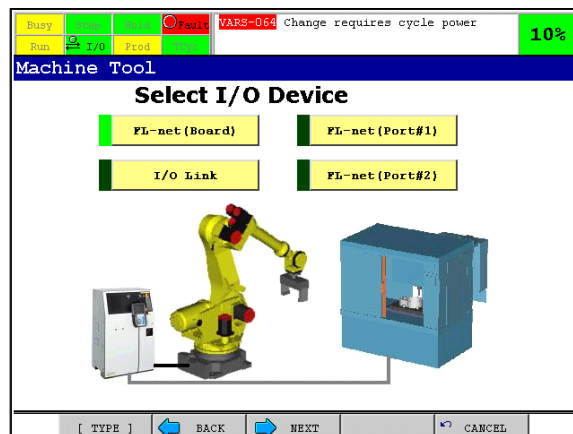 Busy Step Hold Fault VARS-064 Change requires cycle power
Run I/O Prod TCyc 10%
Machine Tool
Select I/O Device
FL-net(Board) FL-net(Port#1)
I/O Link FL-net(Port#2)
[ TYPE ] BACK NEXT CANCEL